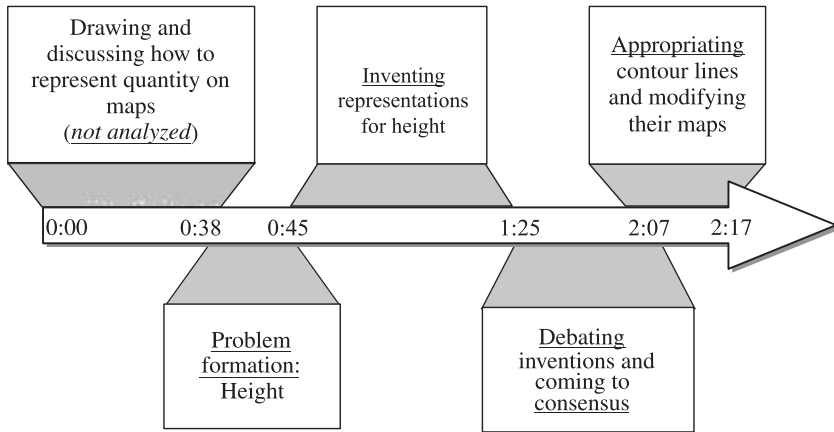 Drawing and
discussing how to
represent quantity on
maps
(not analyzed)
Inventing
representations
for height
Appropriating
contour lines
and modifying
their maps
0:00 0:38 0:45 1:25 2:07 2:17
Problem
formation:
Height
Debating
inventions and
coming to
consensus